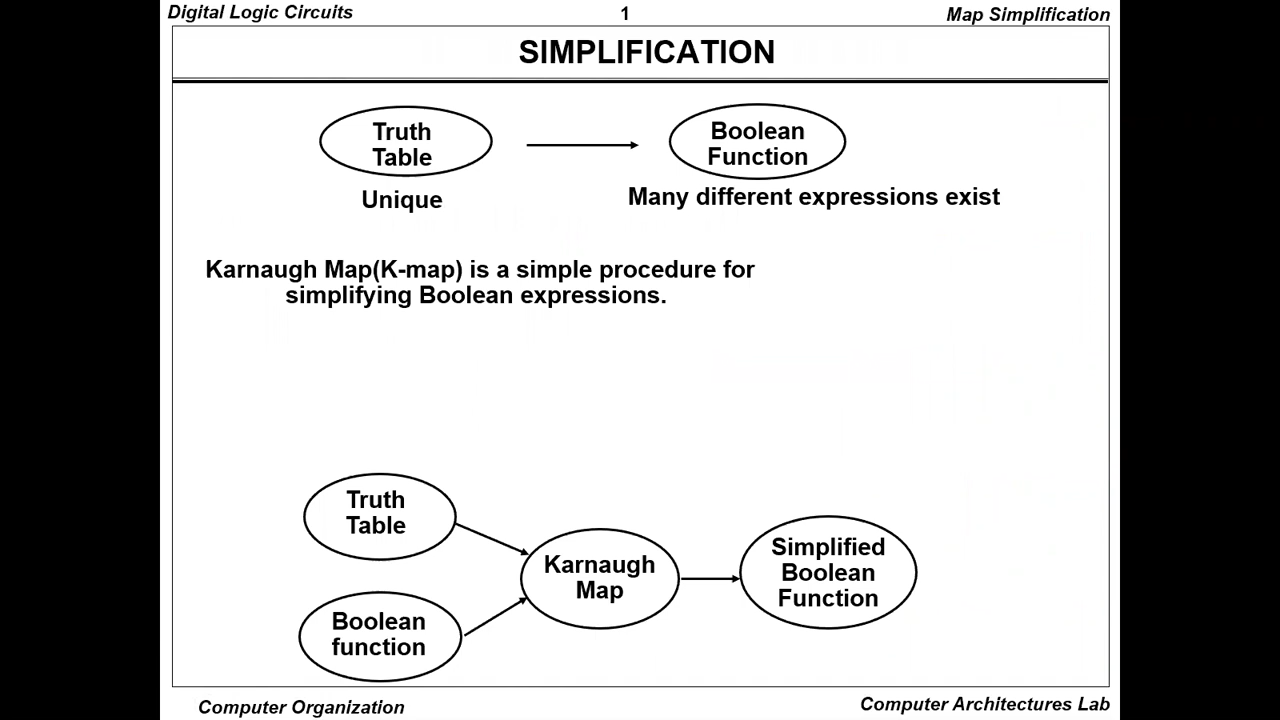 Digital Logic Circuits
1
Map Simplification
SIMPLIFICATION
Truth
Table
Boolean
Function
Unique
Many different expressions exist
Karnaugh Map(K-map) is a simple procedure for
simplifying Boolean expressions.
Truth
Table
Boolean
function
Karnaugh
Map
Simplified
Boolean
Function
Computer Organization
Computer Architectures Lab